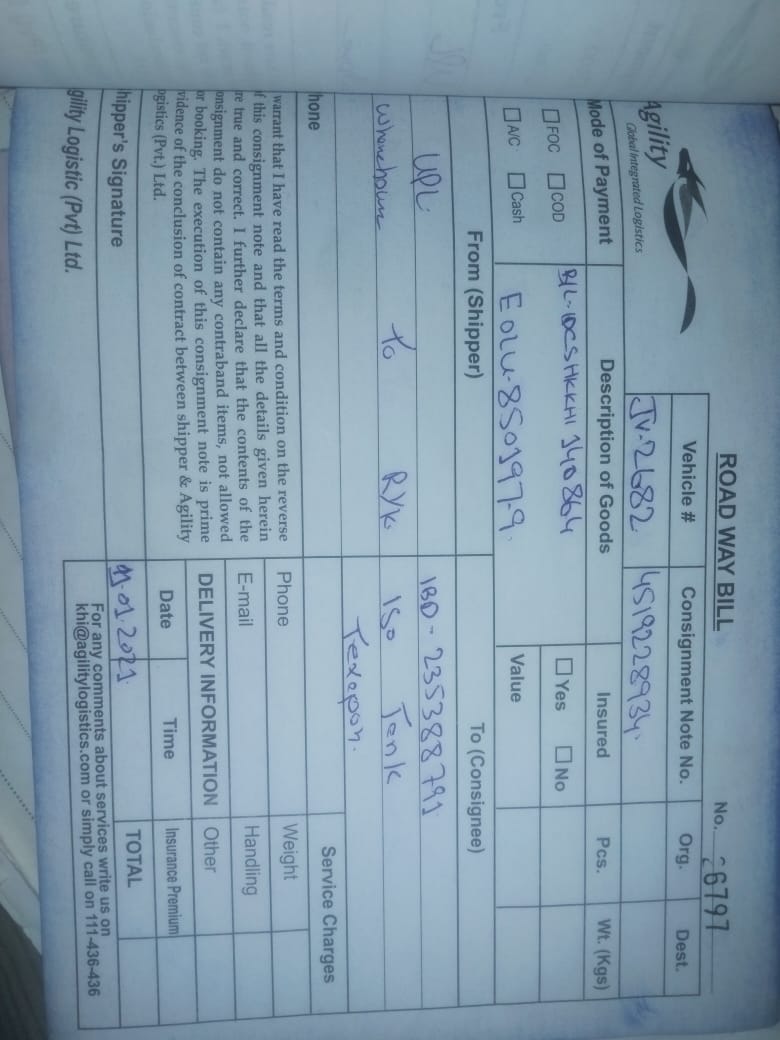 ROAD WAY BILL
No. 26797
Agility
Global Integrated Logistics
Vehicle # Consignment Note No. Org. Dest.
JV-2682 4519228934
Mode of Payment Description of Goods Insured Pcs. Wt. (Kgs)
FOC COD
B/L- 140864
Yes No
A/C Cash
EOLU-850197-9
Value
From (Shipper) To (Consignee)
UPL
IBD - 235388791
To RYK
ISO Tank
Texapon.
hone
Service Charges
warrant that I have read the terms and condition on the reverse
f this consignment note and that all the details given herein
re true and correct. I further declare that the contents of the
onsignment do not contain any contraband items, not allowed
or booking. The execution of this consignment note is prime
vidence of the conclusion of contract between shipper & Agility
ogistics (Pvt.) Ltd.
Phone
Weight
E-mail
Handling
DELIVERY INFORMATION
Other
Date Time
Insurance Premium
hipper's Signature
01.2021
TOTAL
gility Logistic (Pvt) Ltd.
For any comments about services write us on
khi@agilitylogistics.com or simply call on 111-436-436